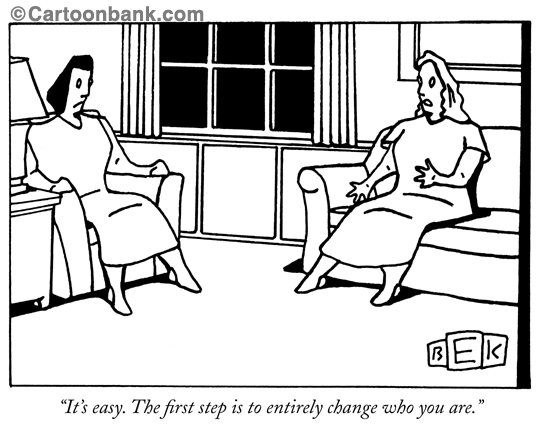 ©Cartoonbank.com
BEK
“It’s easy. The first step is to entirely change who you are.”